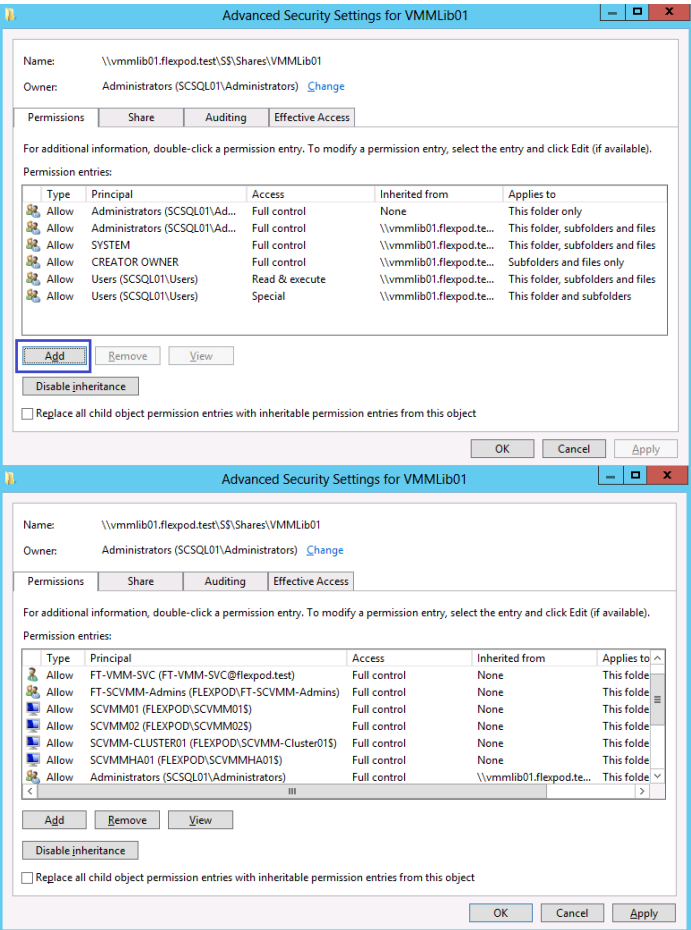 Advanced Security Settings for VMMLib01
Name: \\vmmlib01.flexpod.test\S$\Shares\VMMLib01
Owner: Administrators (SCSQL01\Administrators) Change
Permissions Share Auditing Effective Access
For additional information, double-click a permission entry. To modify a permission entry, select the entry and click Edit (if available).
Permission entries:
Type Principal Access Inherited from Applies to
Allow Administrators (SCSQL01\Ad... Full control None This folder only
Allow Administrators (SCSQL01\Ad... Full control \\vmmlib01.flexpod.te... This folder, subfolders and files
Allow SYSTEM Full control \\vmmlib01.flexpod.te... This folder, subfolders and files
Allow CREATOR OWNER Full control \\vmmlib01.flexpod.te... Subfolders and files only
Allow Users (SCSQL01\Users) Read & execute \\vmmlib01.flexpod.te... This folder, subfolders and files
Allow Users (SCSQL01\Users) Special \\vmmlib01.flexpod.te... This folder and subfolders
Add Remove View
Disable inheritance
Replace all child object permission entries with inheritable permission entries from this object
OK Cancel Apply
Advanced Security Settings for VMMLib01
Name: \\vmmlib01.flexpod.test\S$\Shares\VMMLib01
Owner: Administrators (SCSQL01\Administrators) Change
Permissions Share Auditing Effective Access
For additional information, double-click a permission entry. To modify a permission entry, select the entry and click Edit (if available).
Permission entries:
Type Principal Access Inherited from Applies to
Allow FT-VMM-SVC (FT-VMM-SVC@flexpod.test) Full control None This folde
Allow FT-SCVMM-Admins (FLEXPOD\FT-SCVMM-Admins) Full control None This folde
Allow SCVMM01 (FLEXPOD\SCVMM01$) Full control None This folde
Allow SCVMM02 (FLEXPOD\SCVMM02$) Full control None This folde
Allow SCVMM-CLUSTER01 (FLEXPOD\SCVMM-Cluster01$) Full control None This folde
Allow SCVMMHA01 (FLEXPOD\SCVMMHA01$) Full control None This folde
Allow Administrators (SCSQL01\Administrators) Full control \\vmmlib01.flexpod.te... This folde
Add Remove View
Disable inheritance
Replace all child object permission entries with inheritable permission entries from this object
OK Cancel Apply